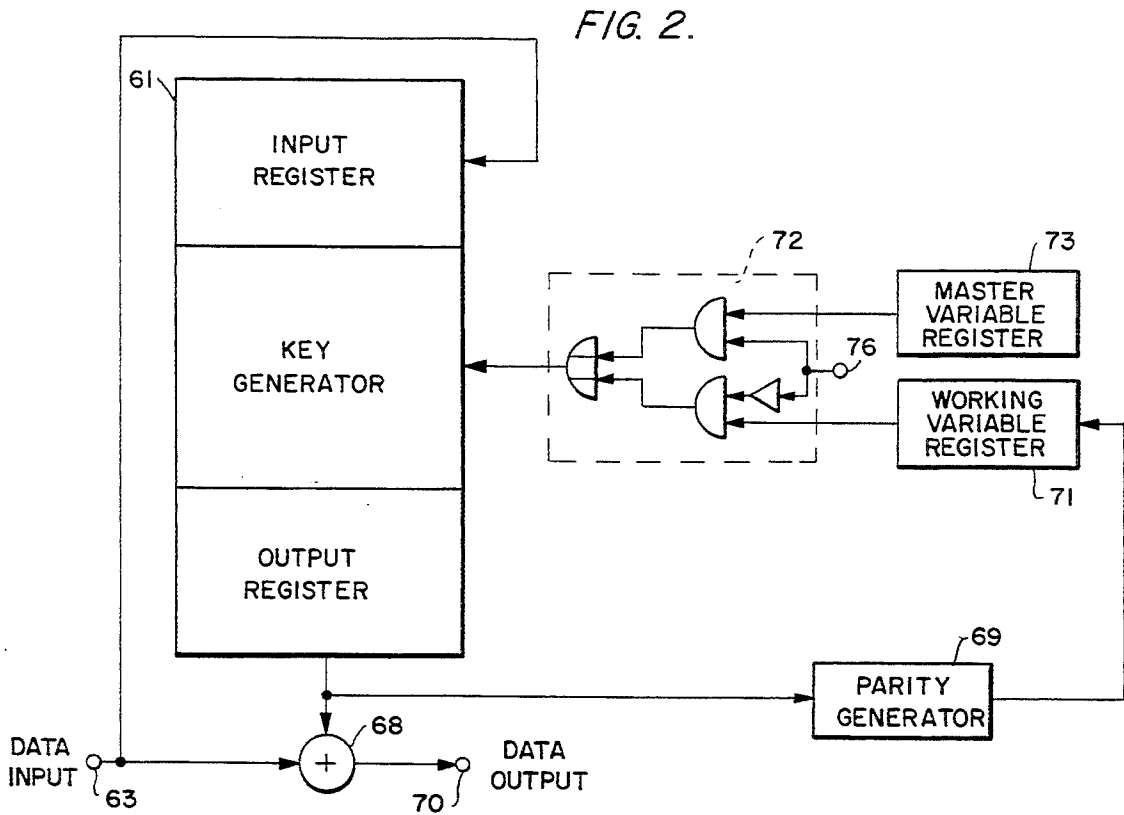 FIG. 2.
61
INPUT
REGISTER
72
73
MASTER
VARIABLE
REGISTER
KEY
GENERATOR
76
WORKING
VARIABLE
REGISTER
71
OUTPUT
REGISTER
69
PARITY
GENERATOR
68
+
DATA
INPUT
63
70
DATA
OUTPUT